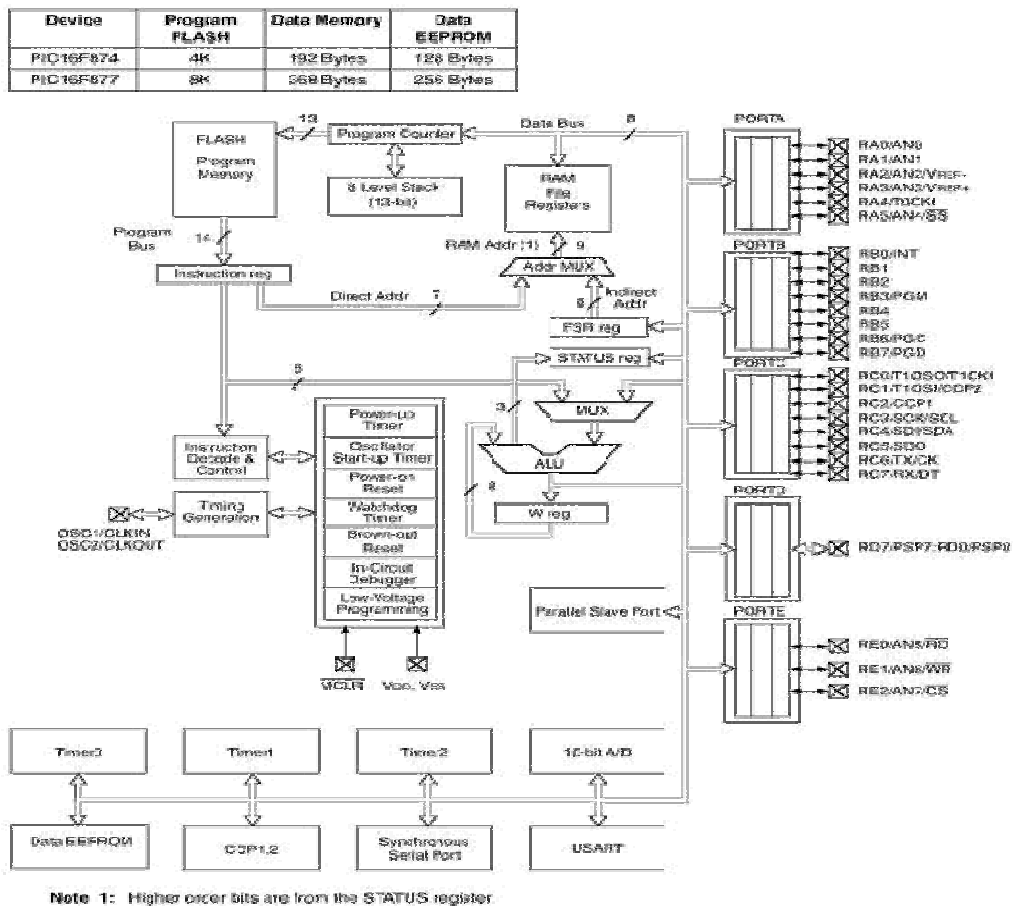 Device Program FLASH Data Memory Data EEPROM
PIC16F874 4K 192 Bytes 128 Bytes
PIC16F877 8K 368 Bytes 256 Bytes
13
Program Counter
Data Bus
8
PORTA
FLASH
Program
Memory
8 Level Stack
(13-bit)
RAM
File
Registers
RA0/AN0
RA1/AN1
RA2/AN2/VREF-
RA3/AN3/VREF+
RA4/T0CKI
RA5/AN4/SS
Program
Bus
14
RAM Addr (1)
9
PORTB
Instruction reg
Addr MUX
Direct Addr
7
8
Indirect
Addr
FSR reg
STATUS reg
RB0/INT
RB1
RB2
RB3/PGM
RB4
RB5
RB6/PGC
RB7/PGD
PORTC
8
3
MUX
ALU
8
W reg
RC0/T1OSO/T1CKI
RC1/T1OSI/CCP2
RC2/CCP1
RC3/SCK/SCL
RC4/SDI/SDA
RC5/SDO
RC6/TX/CK
RC7/RX/DT
Instruction
Decode &
Control
Timing
Generation
OSC1/CLKIN
OSC2/CLKOUT
Power-up
Timer
Oscillator
Start-up Timer
Power-on
Reset
Watchdog
Timer
Brown-out
Reset
In-Circuit
Debugger
Low-Voltage
Programming
MCLR
VDD, VSS
PORTD
RD7/PSP7:RD0/PSP0
Parallel Slave Port
PORTE
RE0/AN5/RD
RE1/AN6/WR
RE2/AN7/CS
Timer1
Timer2
10-bit A/D
Data EEPROM
CCP1,2
Synchronous
Serial Port
USART
Note 1: Higher order bits are from the STATUS register